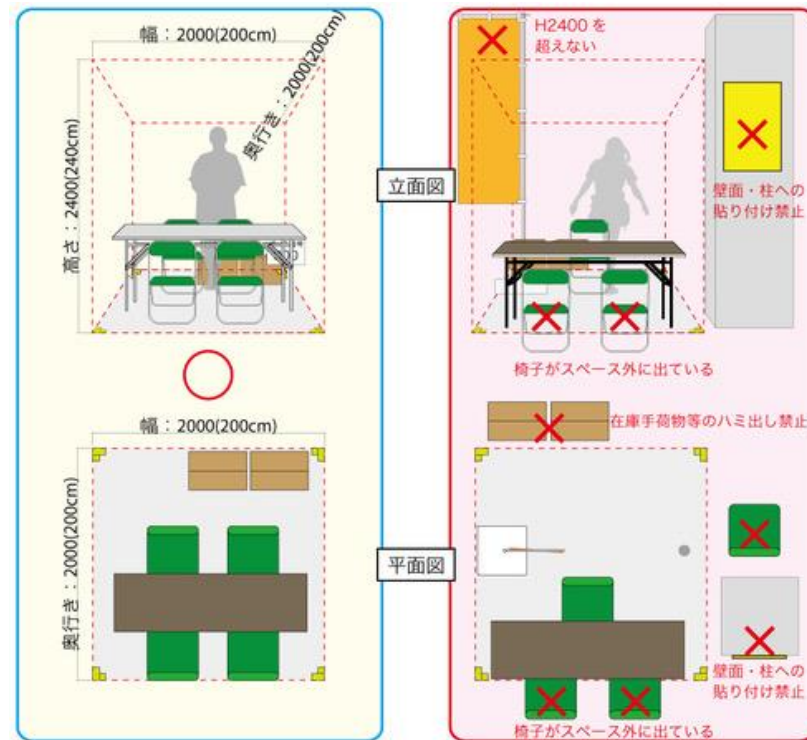 幅：2000(200cm)
奥行き：2000(200cm)
高さ：2400(240cm)
H2400を
超えない
立面図
壁面・柱への
貼り付け禁止
椅子がスペース外に出ている
幅：2000(200cm)
在庫手荷物等のハミ出し禁止
奥行き：2000(200cm)
平面図
壁面・柱への
貼り付け禁止
椅子がスペース外に出ている